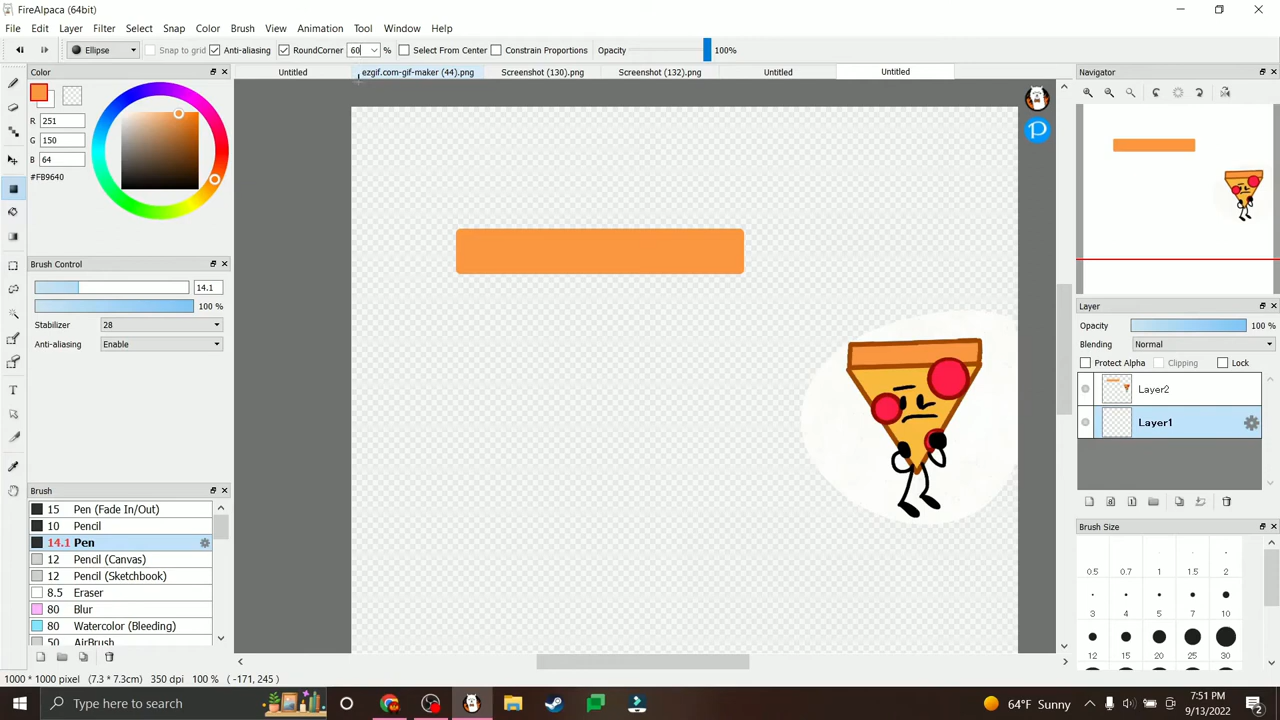 FireAlpaca (64bit)
File Edit Layer Filter Select Snap Color Brush View Animation Tool Window Help
Ellipse Snap to grid Anti-aliasing RoundCorner 60 % Select From Center Constrain Proportions Opacity 100%
Color
Untitled ezgif.com-gif-maker (44).png Screenshot (130).png Screenshot (132).png Untitled Untitled
Navigator
R 251
G 150
B 64
#FB9640
Brush Control
14.1
100 %
Stabilizer 28
Anti-aliasing Enable
Layer
Opacity 100 %
Blending Normal
Protect Alpha Clipping Lock
Layer2
Layer1
Brush
15 Pen (Fade In/Out)
10 Pencil
14.1 Pen
12 Pencil (Canvas)
12 Pencil (Sketchbook)
8.5 Eraser
80 Blur
80 Watercolor (Bleeding)
50 AirBrush
Brush Size
0.5 0.7 1 1.5 2
3 4 5 7 10
12 15 20 25 30
1000 * 1000 pixel (7.3 * 7.3cm) 350 dpi 100 % (-171, 245)
Type here to search
64°F Sunny
7:51 PM
9/13/2022